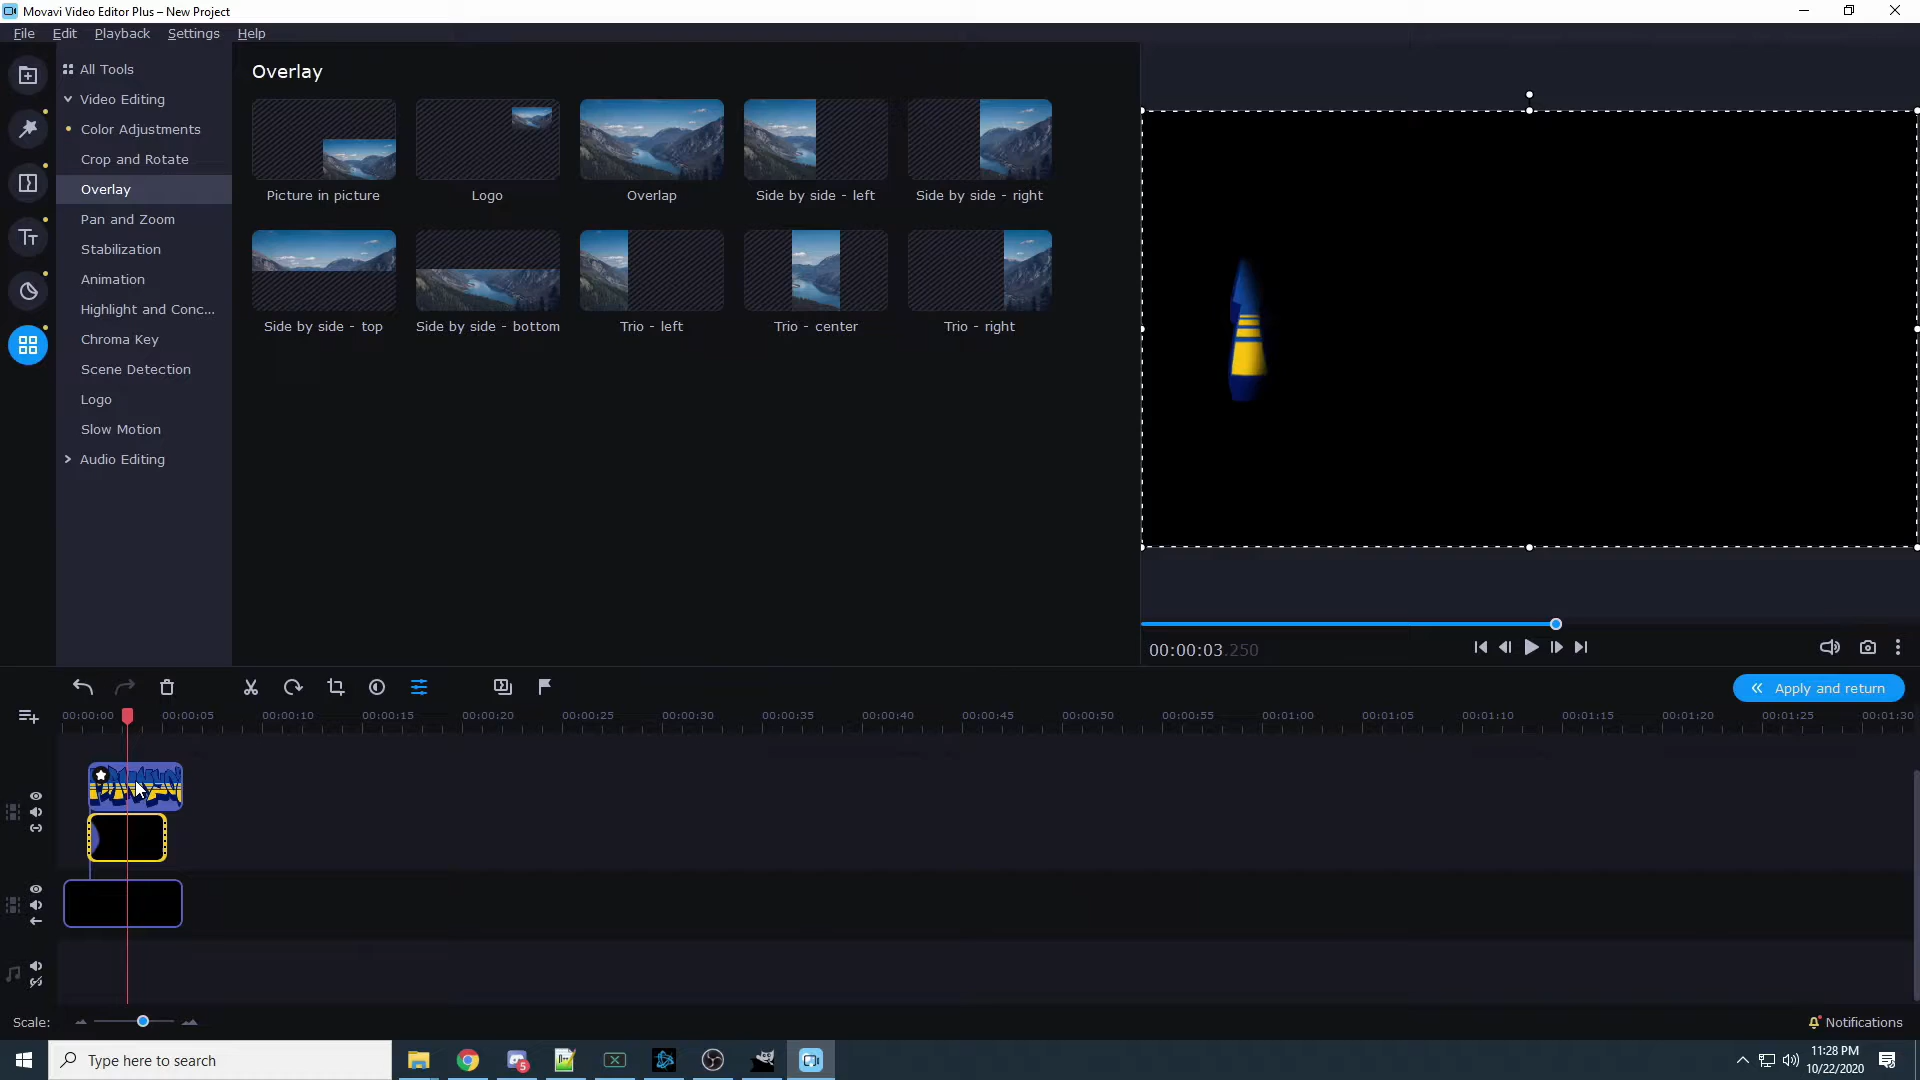 Movavi Video Editor Plus – New Project
File Edit Playback Settings Help
All Tools
Video Editing
Color Adjustments
Crop and Rotate
Overlay
Pan and Zoom
Stabilization
Animation
Highlight and Conc...
Chroma Key
Scene Detection
Logo
Slow Motion
Audio Editing
Overlay
Picture in picture
Logo
Overlap
Side by side - left
Side by side - right
Side by side - top
Side by side - bottom
Trio - left
Trio - center
Trio - right
00:00:03.250
Apply and return
00:00:00 00:00:05 00:00:10 00:00:15 00:00:20 00:00:25 00:00:30 00:00:35 00:00:40 00:00:45 00:00:50 00:00:55 00:01:00 00:01:05 00:01:10 00:01:15 00:01:20 00:01:25 00:01:30
Scale:
Notifications
Type here to search
5
11:28 PM
10/22/2020